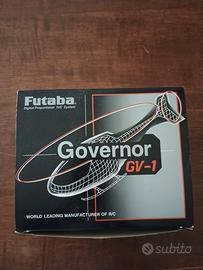 Futaba
Digital Proportional R/C System
Governor
GV-1
WORLD LEADING MANUFACTURER OF R/C
subito